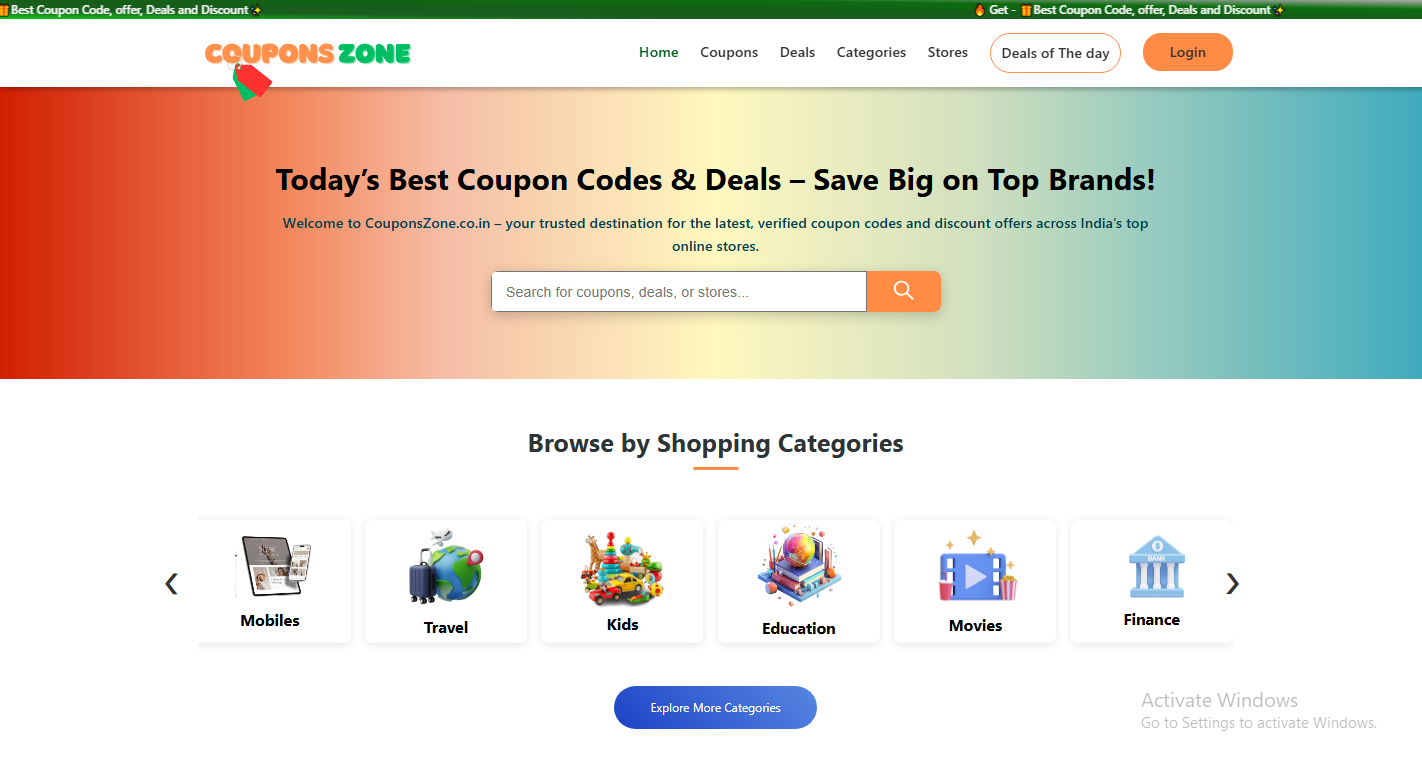 🎁Best Coupon Code, offer, Deals and Discount✨ 🔥 Get - 🎁Best Coupon Code, offer, Deals and Discount✨
COUPONS ZONE
Home Coupons Deals Categories Stores Deals of The day Login
Today’s Best Coupon Codes & Deals – Save Big on Top Brands!
Welcome to CouponsZone.co.in – your trusted destination for the latest, verified coupon codes and discount offers across India’s top
online stores.
Search for coupons, deals, or stores...
Browse by Shopping Categories
NEW
BANK
Mobiles Travel Kids Education Movies Finance
Explore More Categories
Activate Windows
Go to Settings to activate Windows.